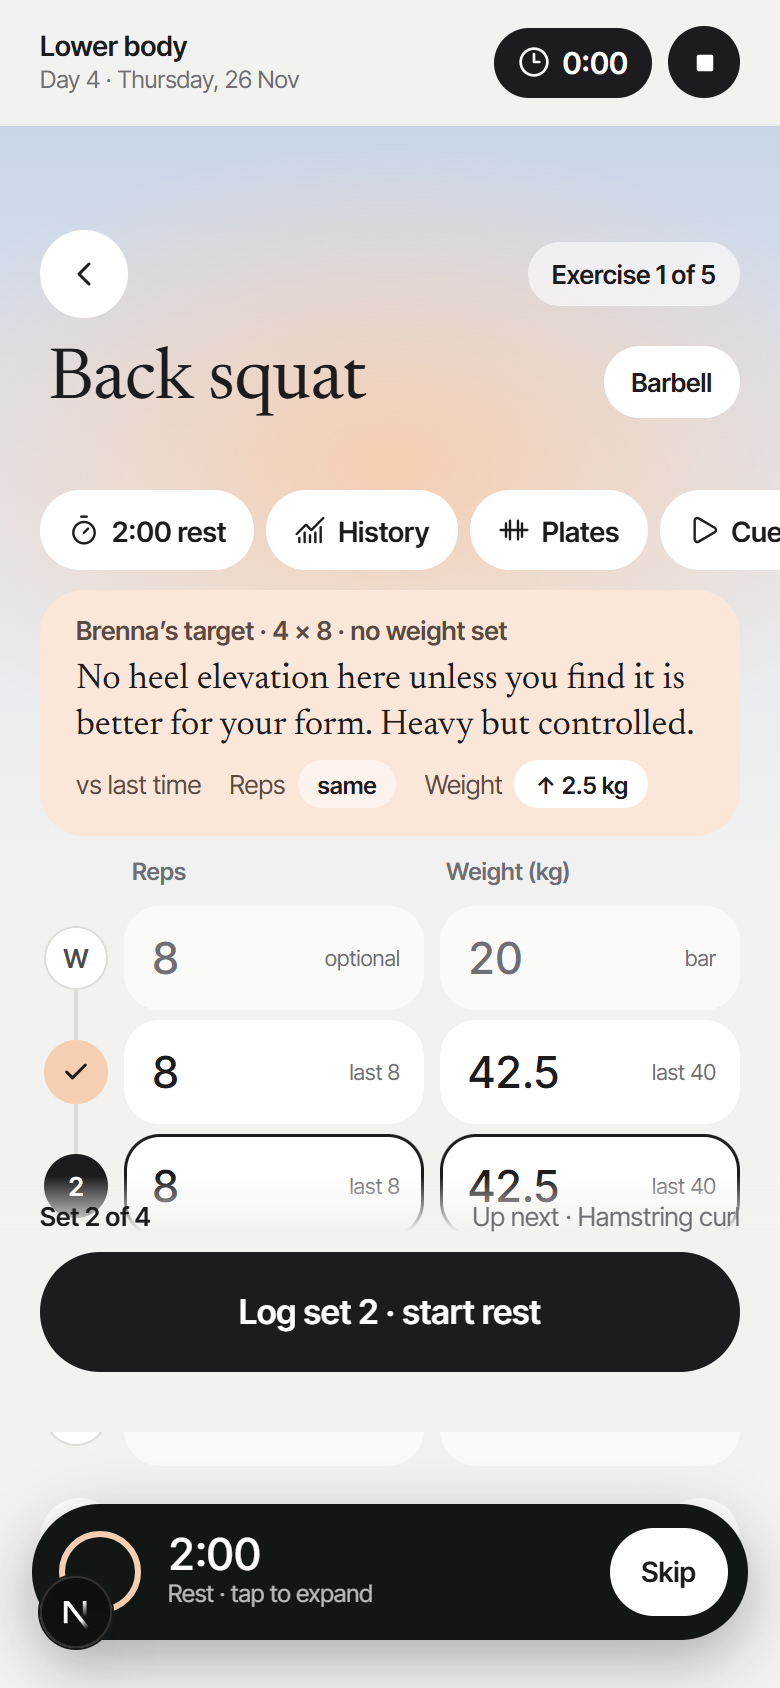 Lower body
Day 4 · Thursday, 26 Nov
0:00
Exercise 1 of 5
Back squat
Barbell
2:00 rest
History
Plates
Cue
Brenna’s target · 4 × 8 · no weight set
No heel elevation here unless you find it is
better for your form. Heavy but controlled.
vs last time Reps same Weight ↑ 2.5 kg
Reps Weight (kg)
W 8 optional 20 bar
8 last 8 42.5 last 40
2 8 last 8 42.5 last 40
Set 2 of 4 Up next · Hamstring curl
Log set 2 · start rest
2:00
Rest · tap to expand
Skip
N